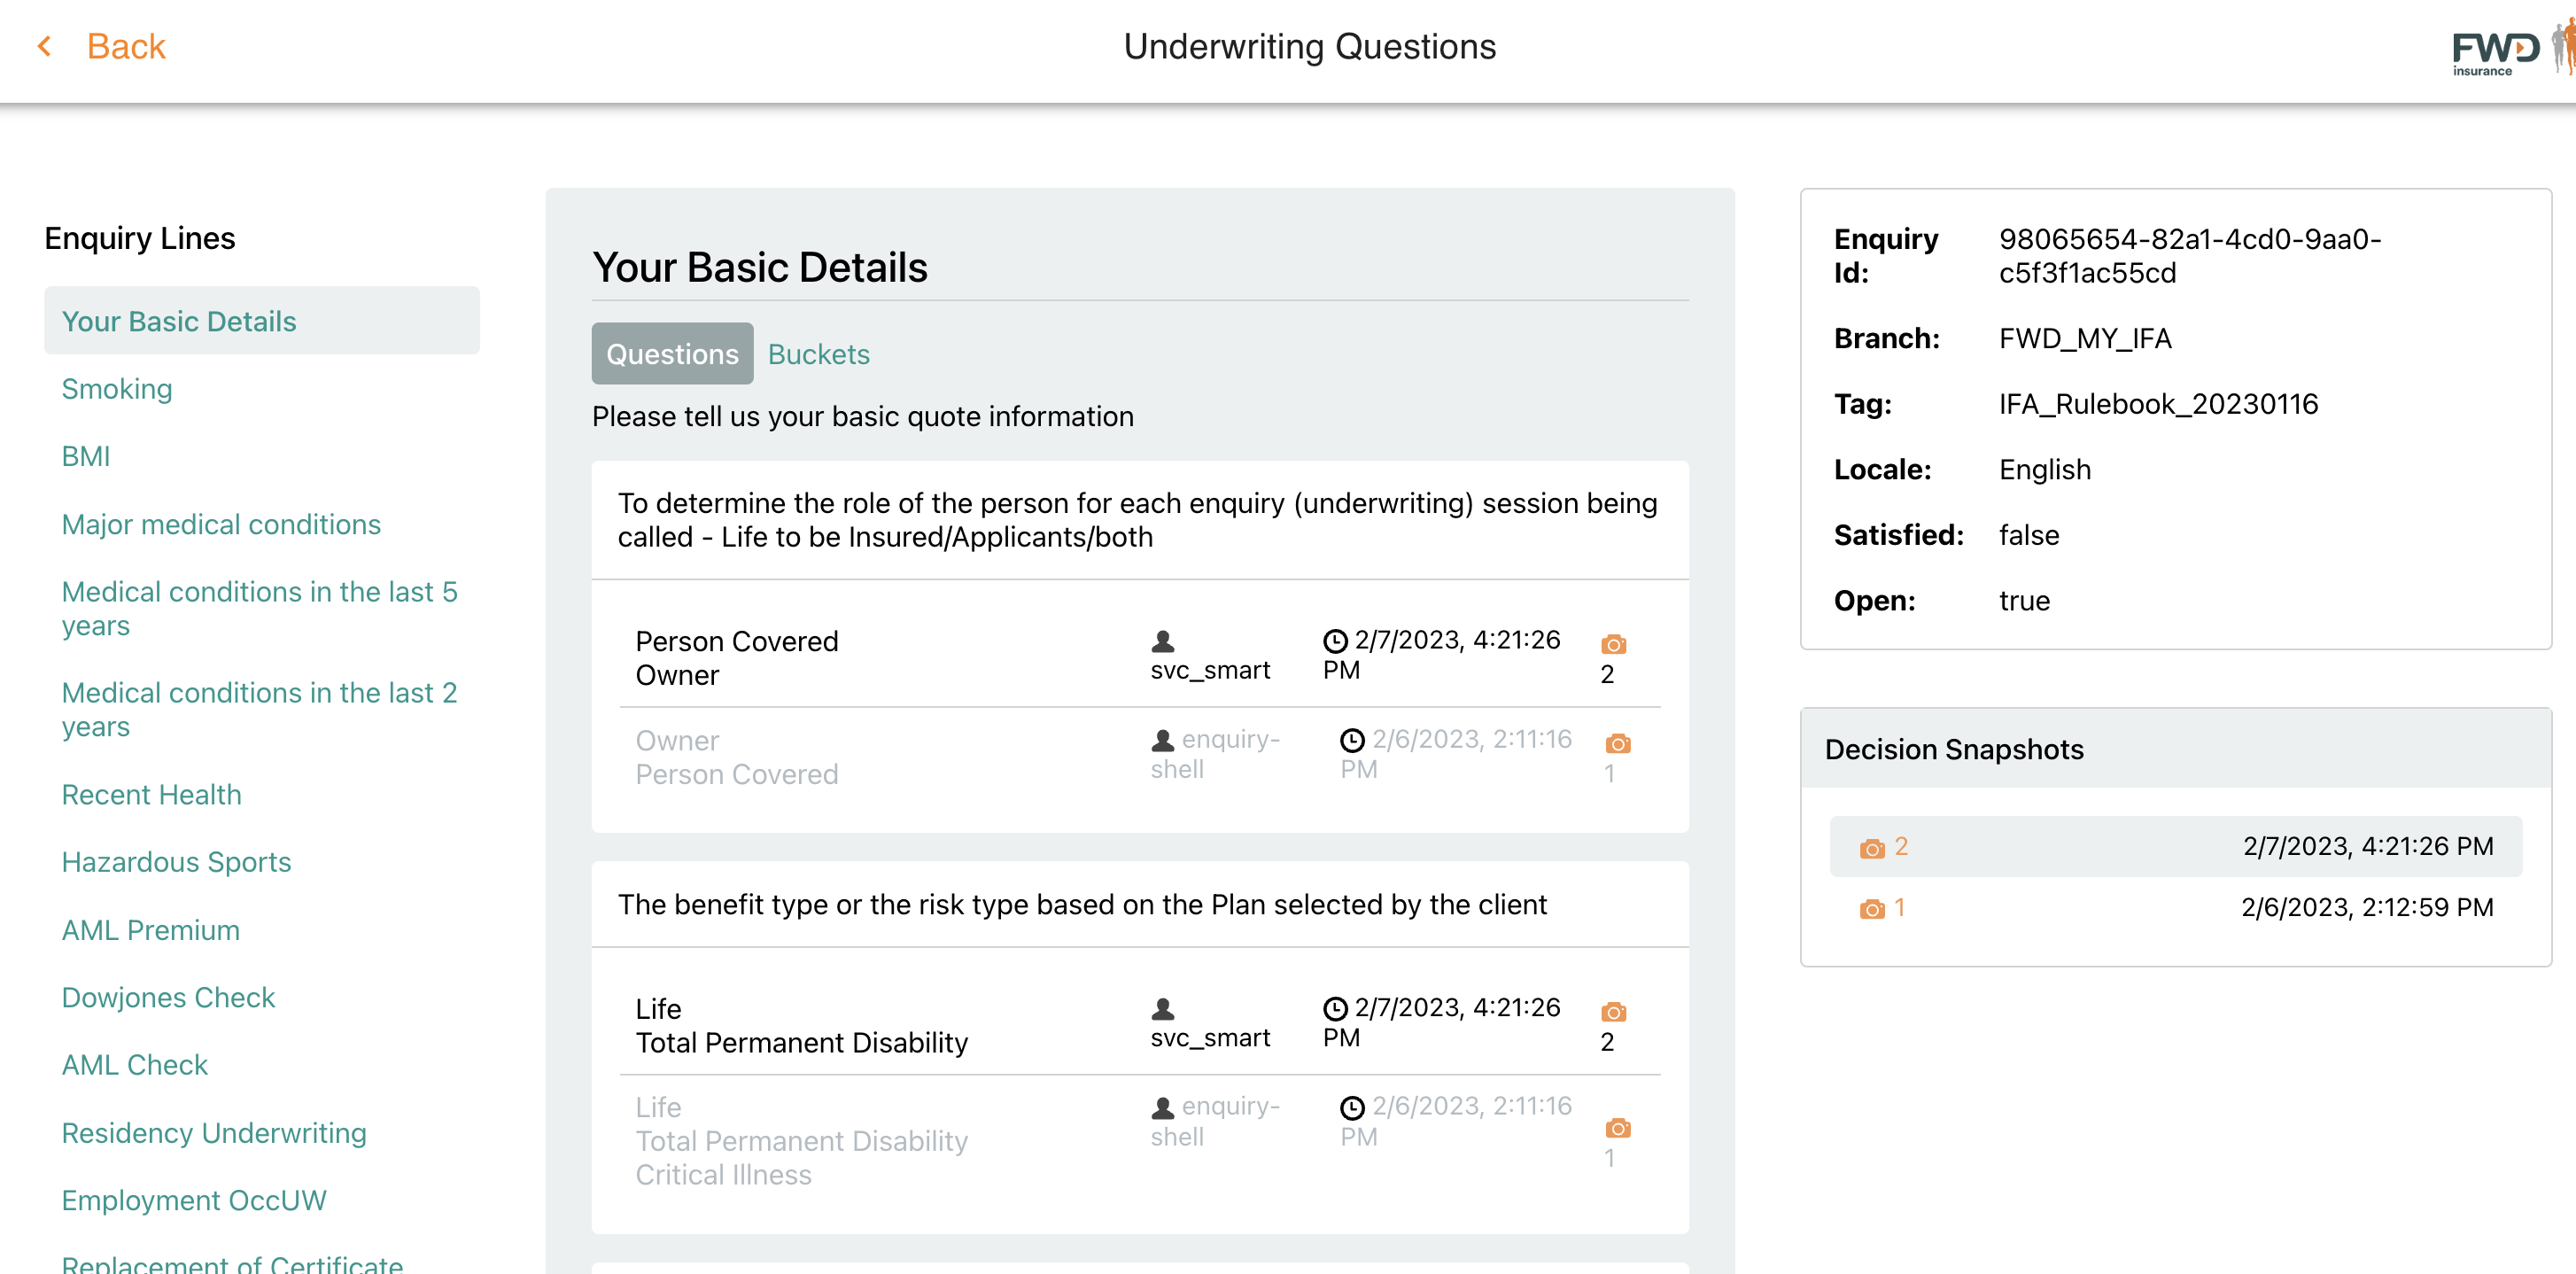 Back
Underwriting Questions
FWD
insurance
Enquiry Lines
Your Basic Details
Smoking
BMI
Major medical conditions
Medical conditions in the last 5
years
Medical conditions in the last 2
years
Recent Health
Hazardous Sports
AML Premium
Dowjones Check
AML Check
Residency Underwriting
Employment OccUW
Replacement of Certificate
Your Basic Details
Questions Buckets
Please tell us your basic quote information
To determine the role of the person for each enquiry (underwriting) session being
called - Life to be Insured/Applicants/both
Person Covered
Owner
svc_smart
2/7/2023, 4:21:26
PM
2
Owner
Person Covered
enquiry-
shell
2/6/2023, 2:11:16
PM
1
The benefit type or the risk type based on the Plan selected by the client
Life
Total Permanent Disability
svc_smart
2/7/2023, 4:21:26
PM
2
Life
Total Permanent Disability
Critical Illness
enquiry-
shell
2/6/2023, 2:11:16
PM
1
Enquiry
Id:
98065654-82a1-4cd0-9aa0-
c5f3f1ac55cd
Branch: FWD_MY_IFA
Tag: IFA_Rulebook_20230116
Locale: English
Satisfied: false
Open: true
Decision Snapshots
2 2/7/2023, 4:21:26 PM
1 2/6/2023, 2:12:59 PM